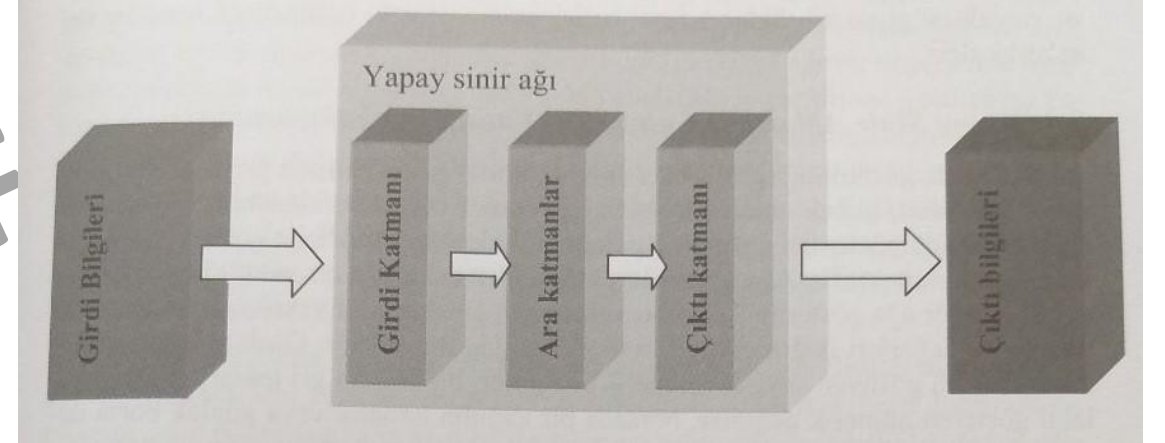 Yapay sinir ağı
Girdi Bilgileri
Girdi Katmanı
Ara katmanlar
Çıktı katmanı
Çıktı bilgileri